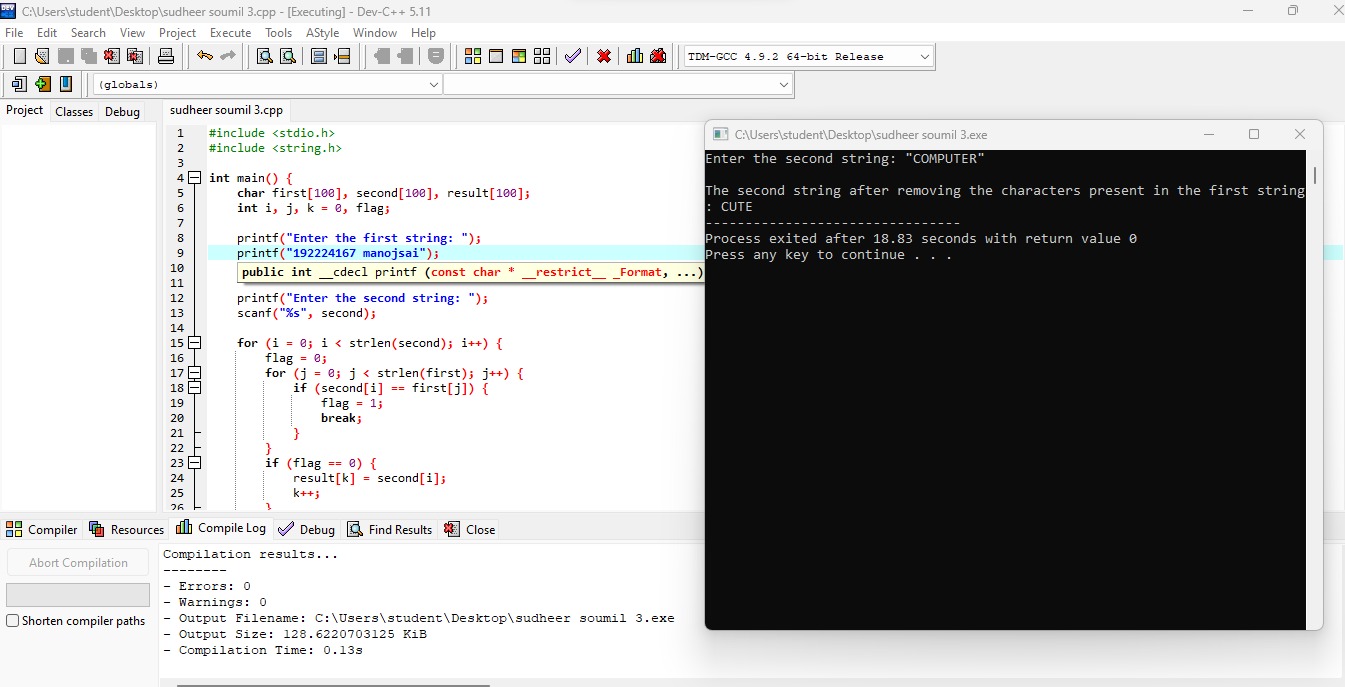 C:\Users\student\Desktop\sudheer soumil 3.cpp - [Executing] - Dev-C++ 5.11
File Edit Search View Project Execute Tools AStyle Window Help
TDM-GCC 4.9.2 64-bit Release
(globals)
Project Classes Debug
sudheer soumil 3.cpp
1 #include <stdio.h>
2 #include <string.h>
3
4 int main() {
5 char first[100], second[100], result[100];
6 int i, j, k = 0, flag;
7
8 printf("Enter the first string: ");
9 printf("192224167 manojsai");
10 public int __cdecl printf (const char * __restrict__ _Format, ...)
11
12 printf("Enter the second string: ");
13 scanf("%s", second);
14
15 for (i = 0; i < strlen(second); i++) {
16 flag = 0;
17 for (j = 0; j < strlen(first); j++) {
18 if (second[i] == first[j]) {
19 flag = 1;
20 break;
21 }
22 }
23 if (flag == 0) {
24 result[k] = second[i];
25 k++;
26 }
C:\Users\student\Desktop\sudheer soumil 3.exe
Enter the second string: "COMPUTER"
The second string after removing the characters present in the first string
: CUTE
--------------------------------
Process exited after 18.83 seconds with return value 0
Press any key to continue . . .
Compiler Resources Compile Log Debug Find Results Close
Abort Compilation
Shorten compiler paths
Compilation results...
--------
- Errors: 0
- Warnings: 0
- Output Filename: C:\Users\student\Desktop\sudheer soumil 3.exe
- Output Size: 128.6220703125 KiB
- Compilation Time: 0.13s